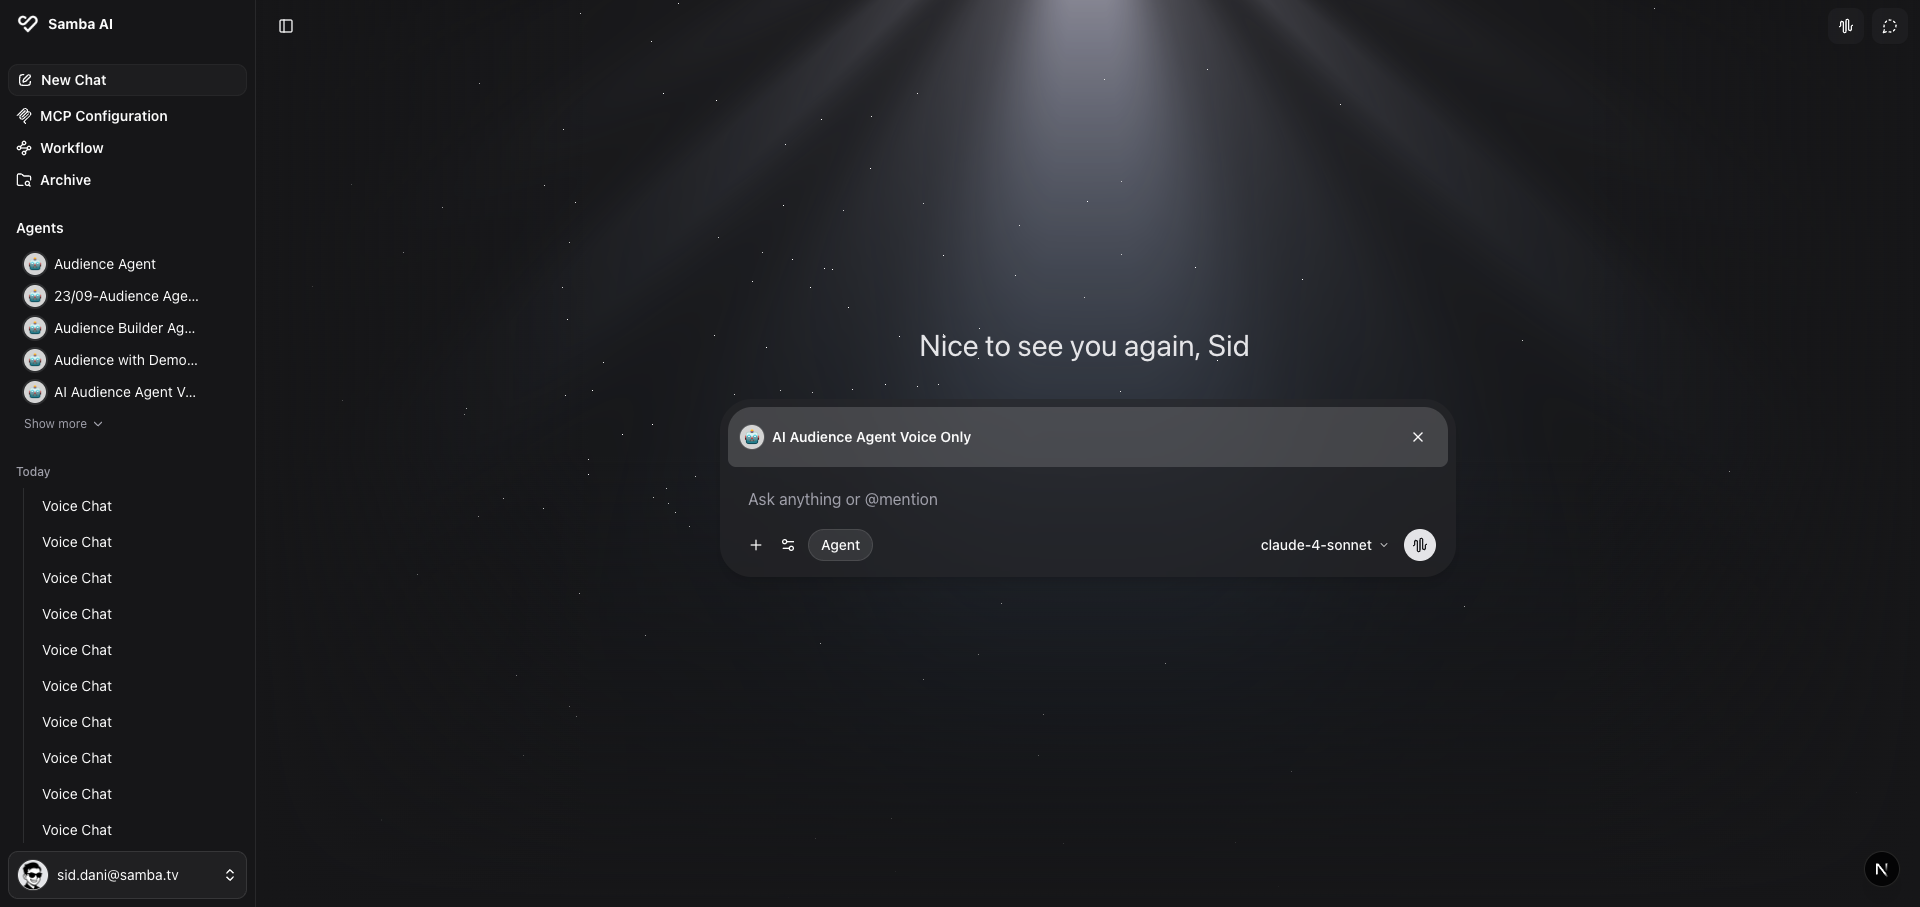 Samba AI
New Chat
MCP Configuration
Workflow
Archive
Agents
Audience Agent
23/09-Audience Age...
Audience Builder Ag...
Audience with Demo...
AI Audience Agent V...
Show more
Today
Voice Chat
Voice Chat
Voice Chat
Voice Chat
Voice Chat
Voice Chat
Voice Chat
Voice Chat
Voice Chat
Voice Chat
sid.dani@samba.tv
Nice to see you again, Sid
AI Audience Agent Voice Only
Ask anything or @mention
Agent
claude-4-sonnet
N